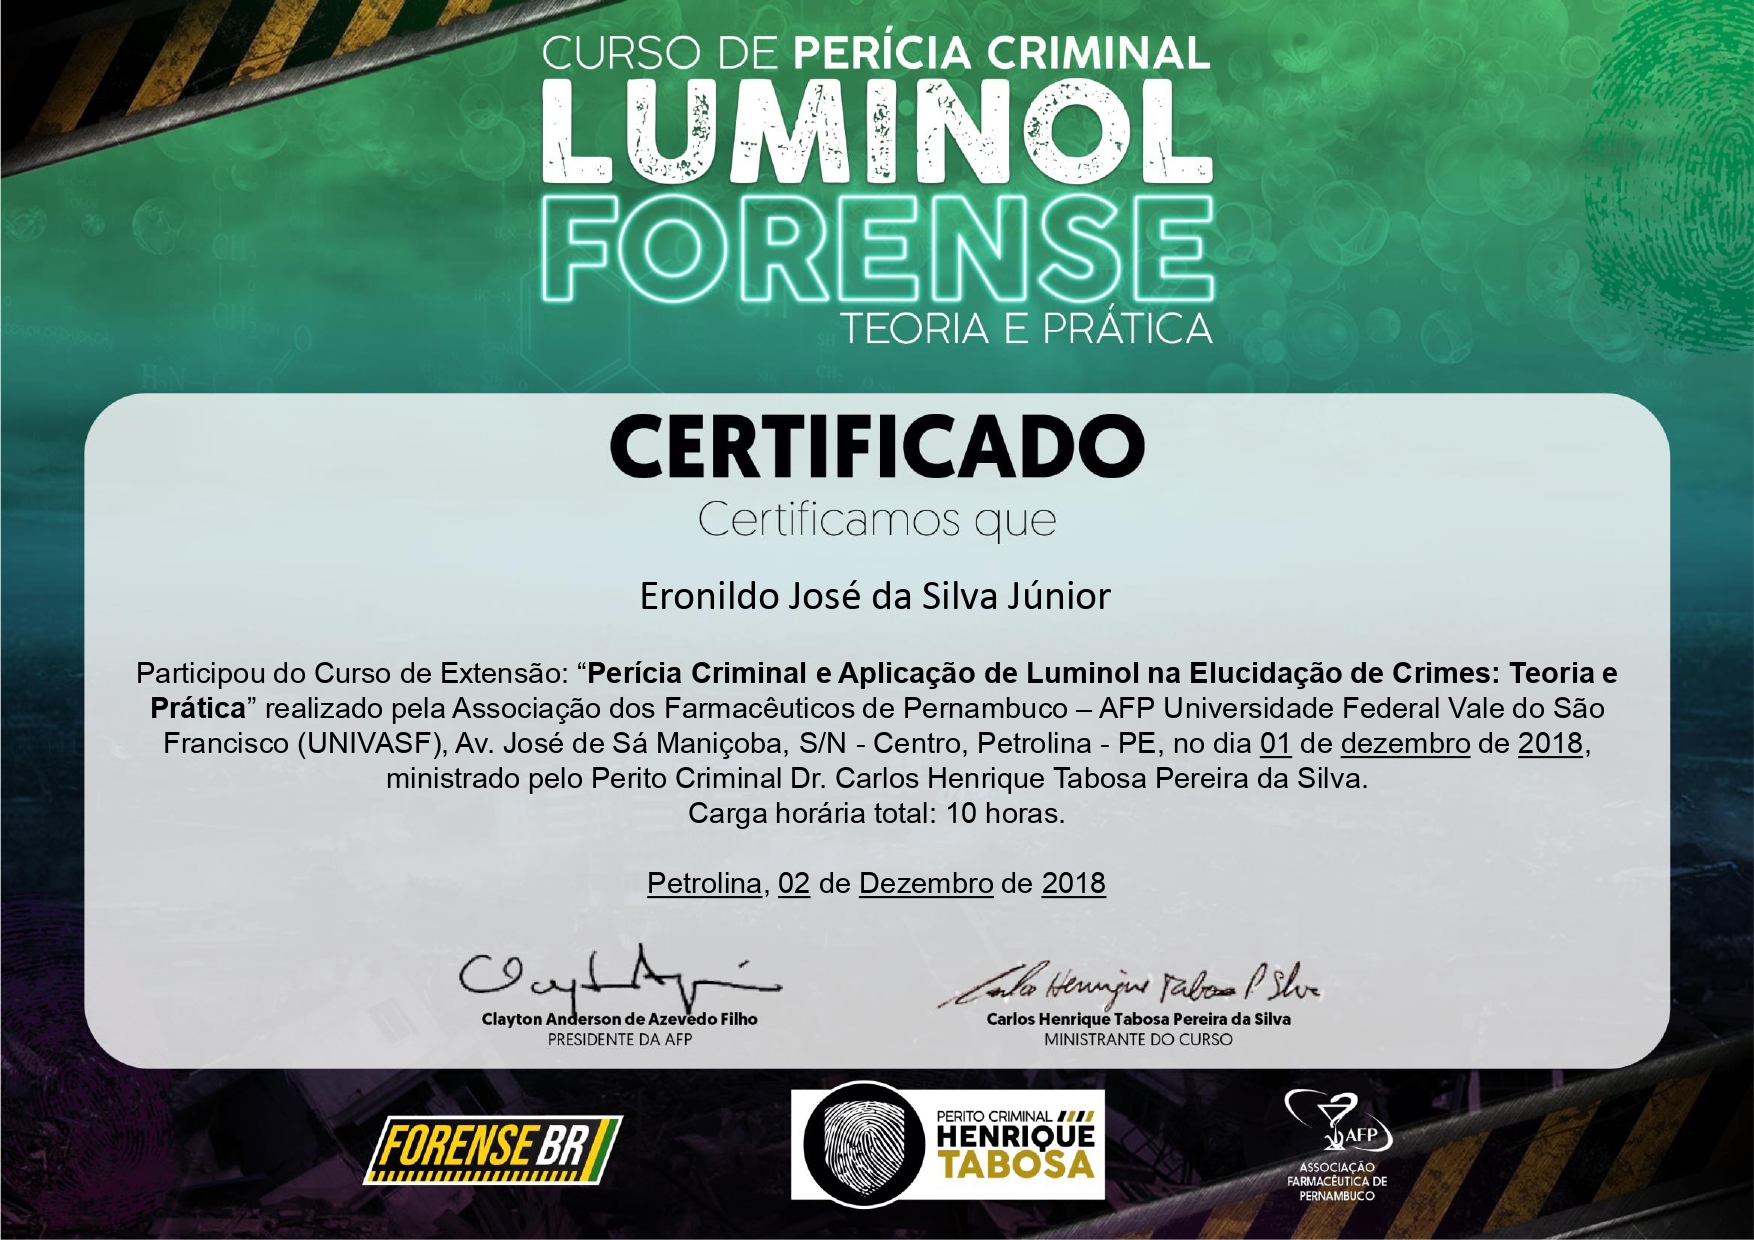 CURSO DE PERÍCIA CRIMINAL
LUMINOL
FORENSE
TEORIA E PRÁTICA
CERTIFICADO
Certificamos que
Eronildo José da Silva Júnior
Participou do Curso de Extensão: “Perícia Criminal e Aplicação de Luminol na Elucidação de Crimes: Teoria e
Prática” realizado pela Associação dos Farmacêuticos de Pernambuco – AFP Universidade Federal Vale do São
Francisco (UNIVASF), Av. José de Sá Maniçoba, S/N - Centro, Petrolina - PE, no dia 01 de dezembro de 2018,
ministrado pelo Perito Criminal Dr. Carlos Henrique Tabosa Pereira da Silva.
Carga horária total: 10 horas.
Petrolina, 02 de Dezembro de 2018
Carlos Henrique Tabosa P Silva
Clayton Anderson de Azevedo Filho
PRESIDENTE DA AFP
Carlos Henrique Tabosa Pereira da Silva
MINISTRANTE DO CURSO
FORENSE BR
PERITO CRIMINAL
HENRIQUE
TABOSA
AFP
ASSOCIAÇÃO
FARMACÊUTICA DE
PERNAMBUCO